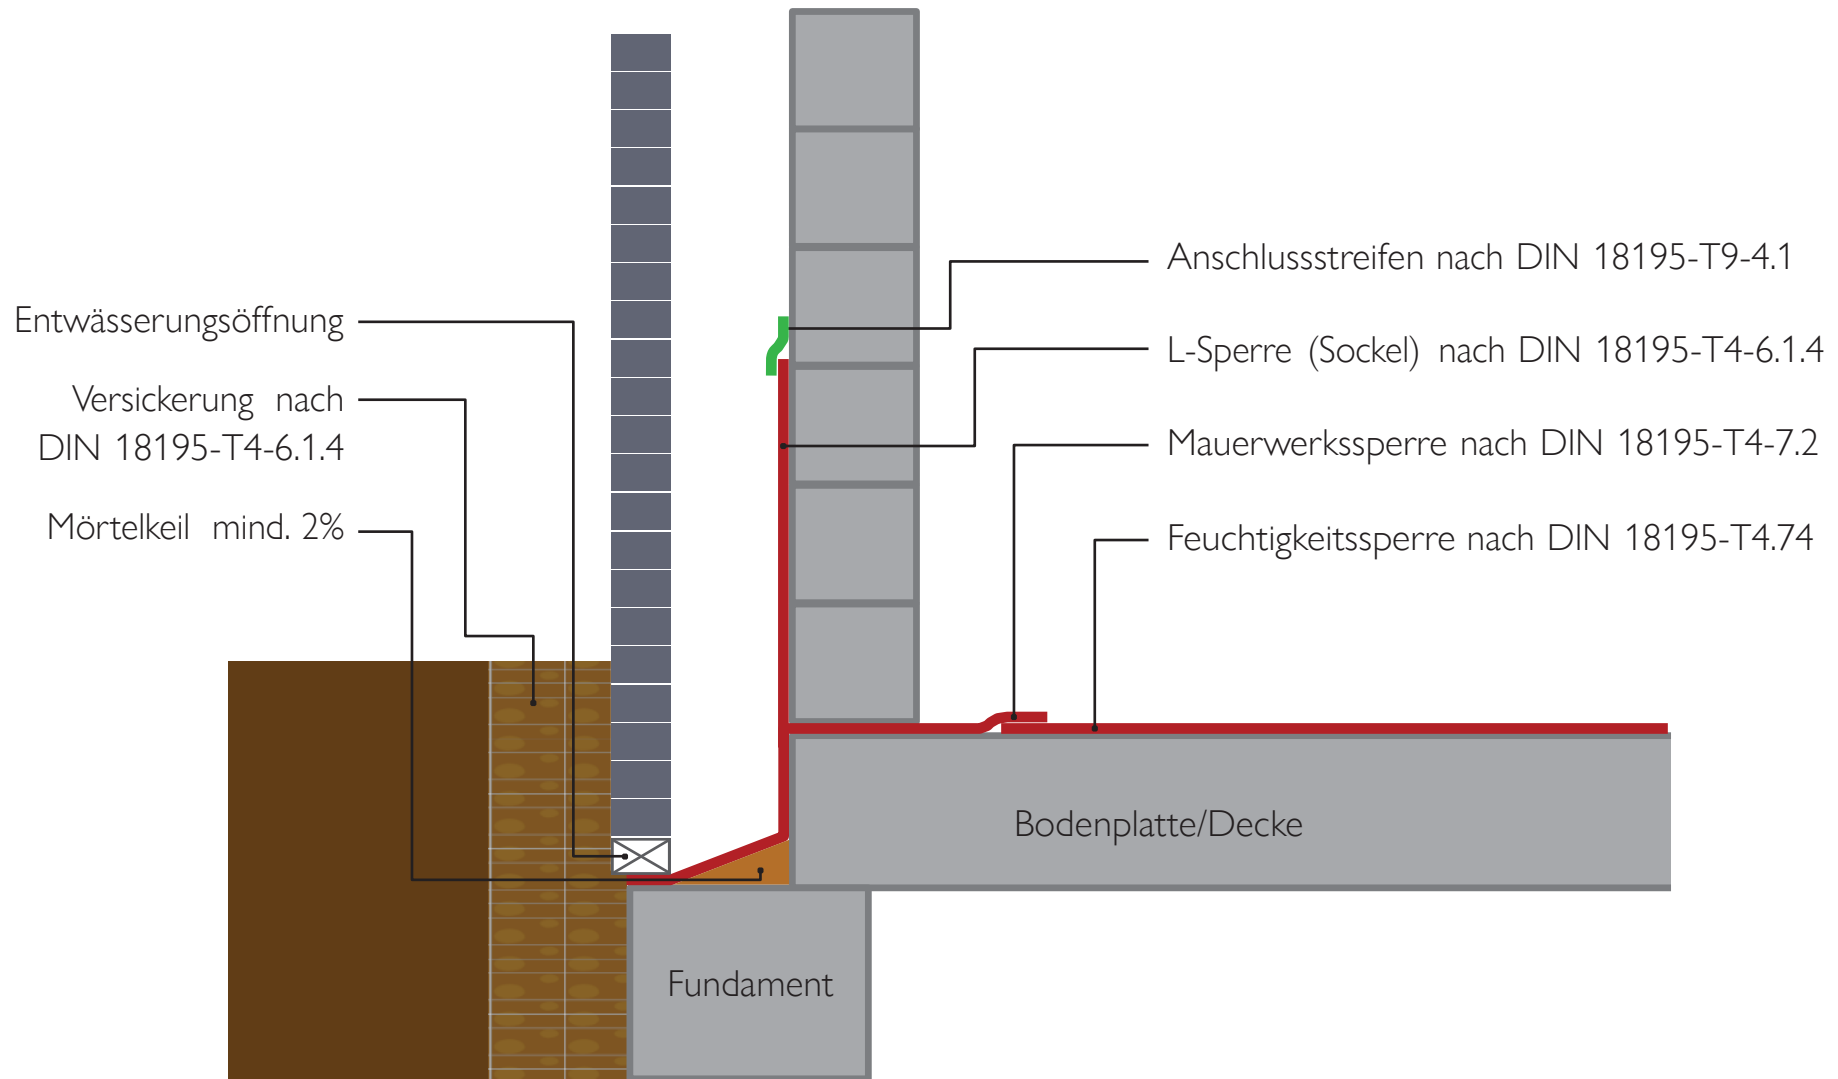 Entwässerungsöffnung
Versickerung nach
DIN 18195-T4-6.1.4
Mörtelkeil mind. 2%
Anschlussstreifen nach DIN 18195-T9-4.1
L-Sperre (Sockel) nach DIN 18195-T4-6.1.4
Mauerwerkssperre nach DIN 18195-T4-7.2
Feuchtigkeitssperre nach DIN 18195-T4.74
Bodenplatte/Decke
Fundament